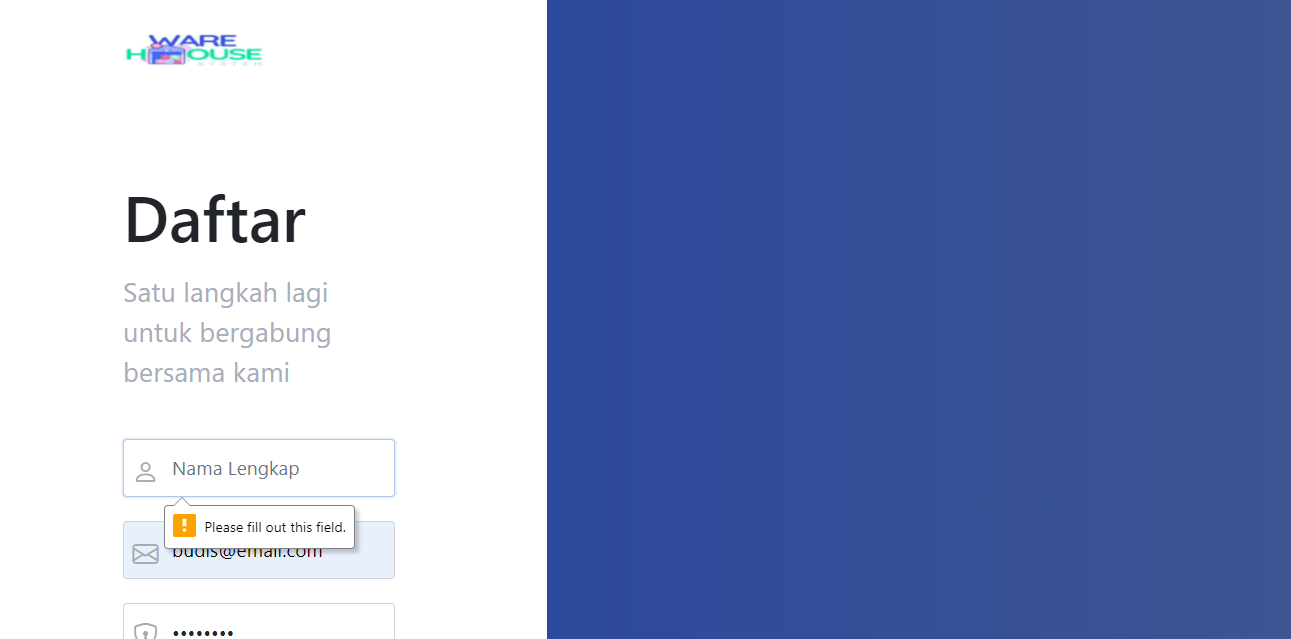 WARE
HOUSE
SYSTEM
Daftar
Satu langkah lagi
untuk bergabung
bersama kami
Nama Lengkap
Please fill out this field.
budis@email.com
••••••••